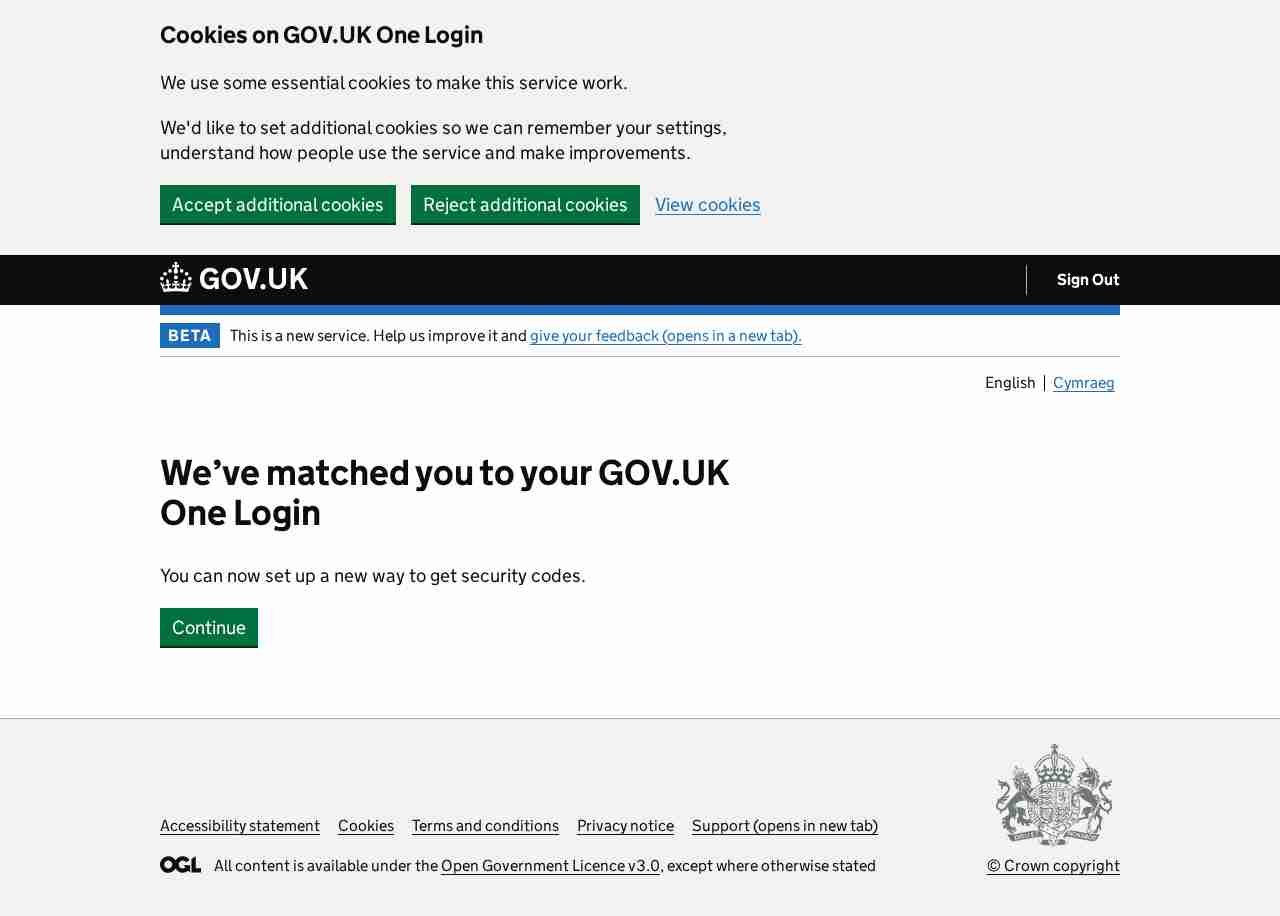 Cookies on GOV.UK One Login
We use some essential cookies to make this service work.
We'd like to set additional cookies so we can remember your settings,
understand how people use the service and make improvements.
Accept additional cookies Reject additional cookies View cookies
GOV.UK Sign Out
BETA This is a new service. Help us improve it and give your feedback (opens in a new tab).
English Cymraeg
We’ve matched you to your GOV.UK
One Login
You can now set up a new way to get security codes.
Continue
Accessibility statement Cookies Terms and conditions Privacy notice Support (opens in new tab)
OGL All content is available under the Open Government Licence v3.0, except where otherwise stated © Crown copyright